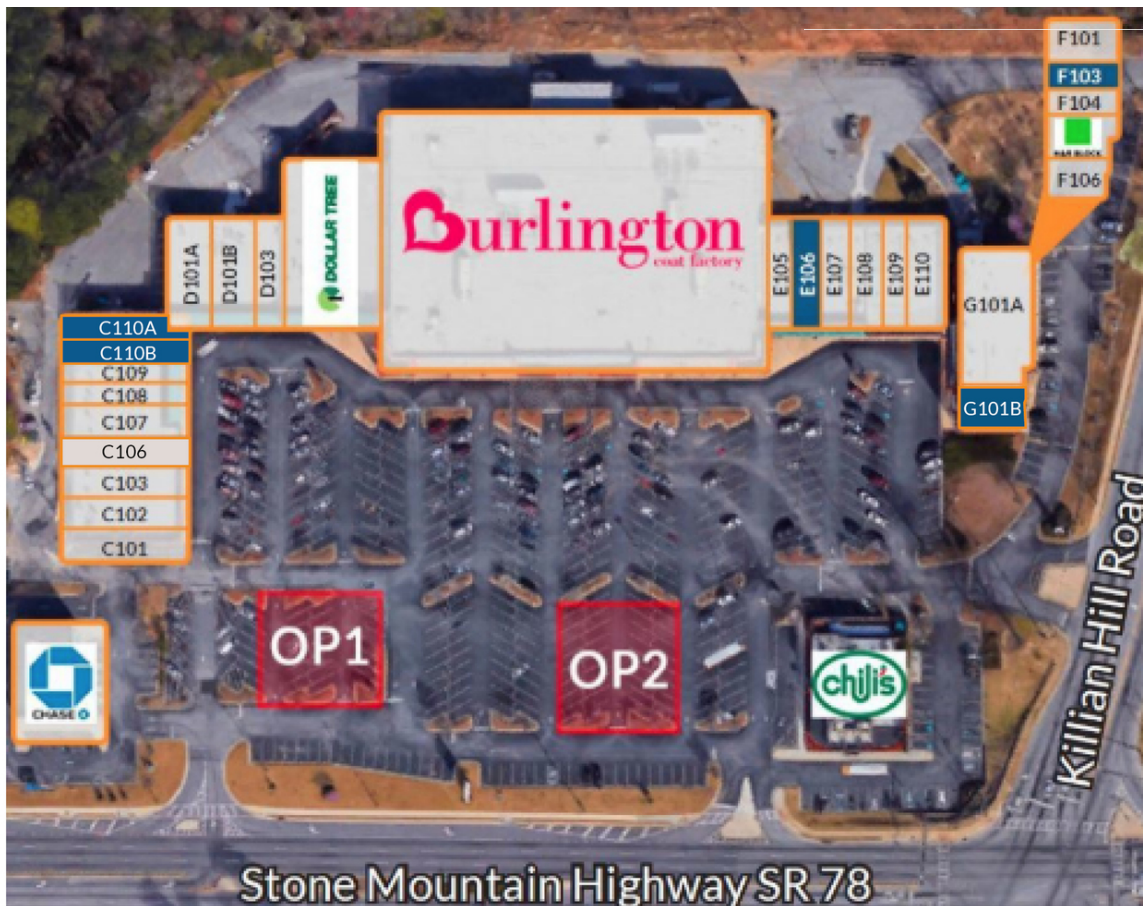 F101
F103
F104
H&R BLOCK
F106
Burlington
coat factory
DOLLAR TREE
D101A
D101B
D103
E105
E106
E107
E108
E109
E110
G101A
G101B
C110A
C110B
C109
C108
C107
C106
C103
C102
C101
OP1
OP2
CHASE
chili's
Killian Hill Road
Stone Mountain Highway SR 78